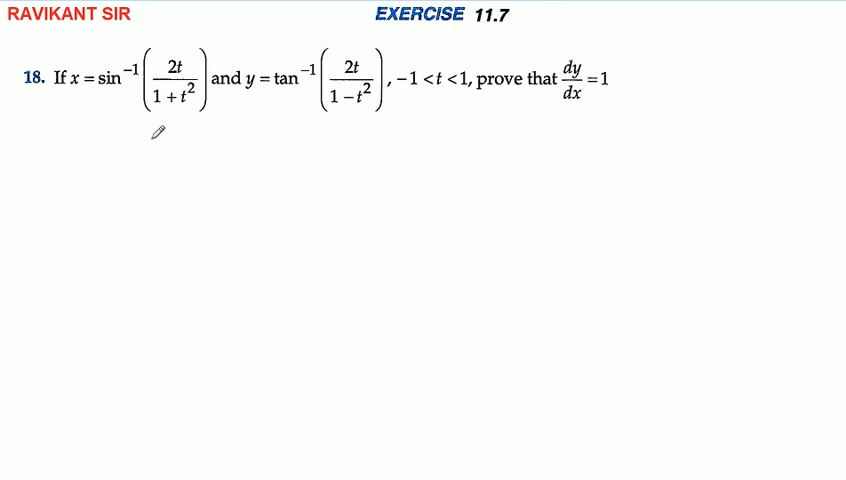 RAVIKANT SIR EXERCISE 11.7
18. If x = sin⁻¹(2t/(1 + t²)) and y = tan⁻¹(2t/(1 − t²)), −1 < t < 1, prove that dy/dx = 1